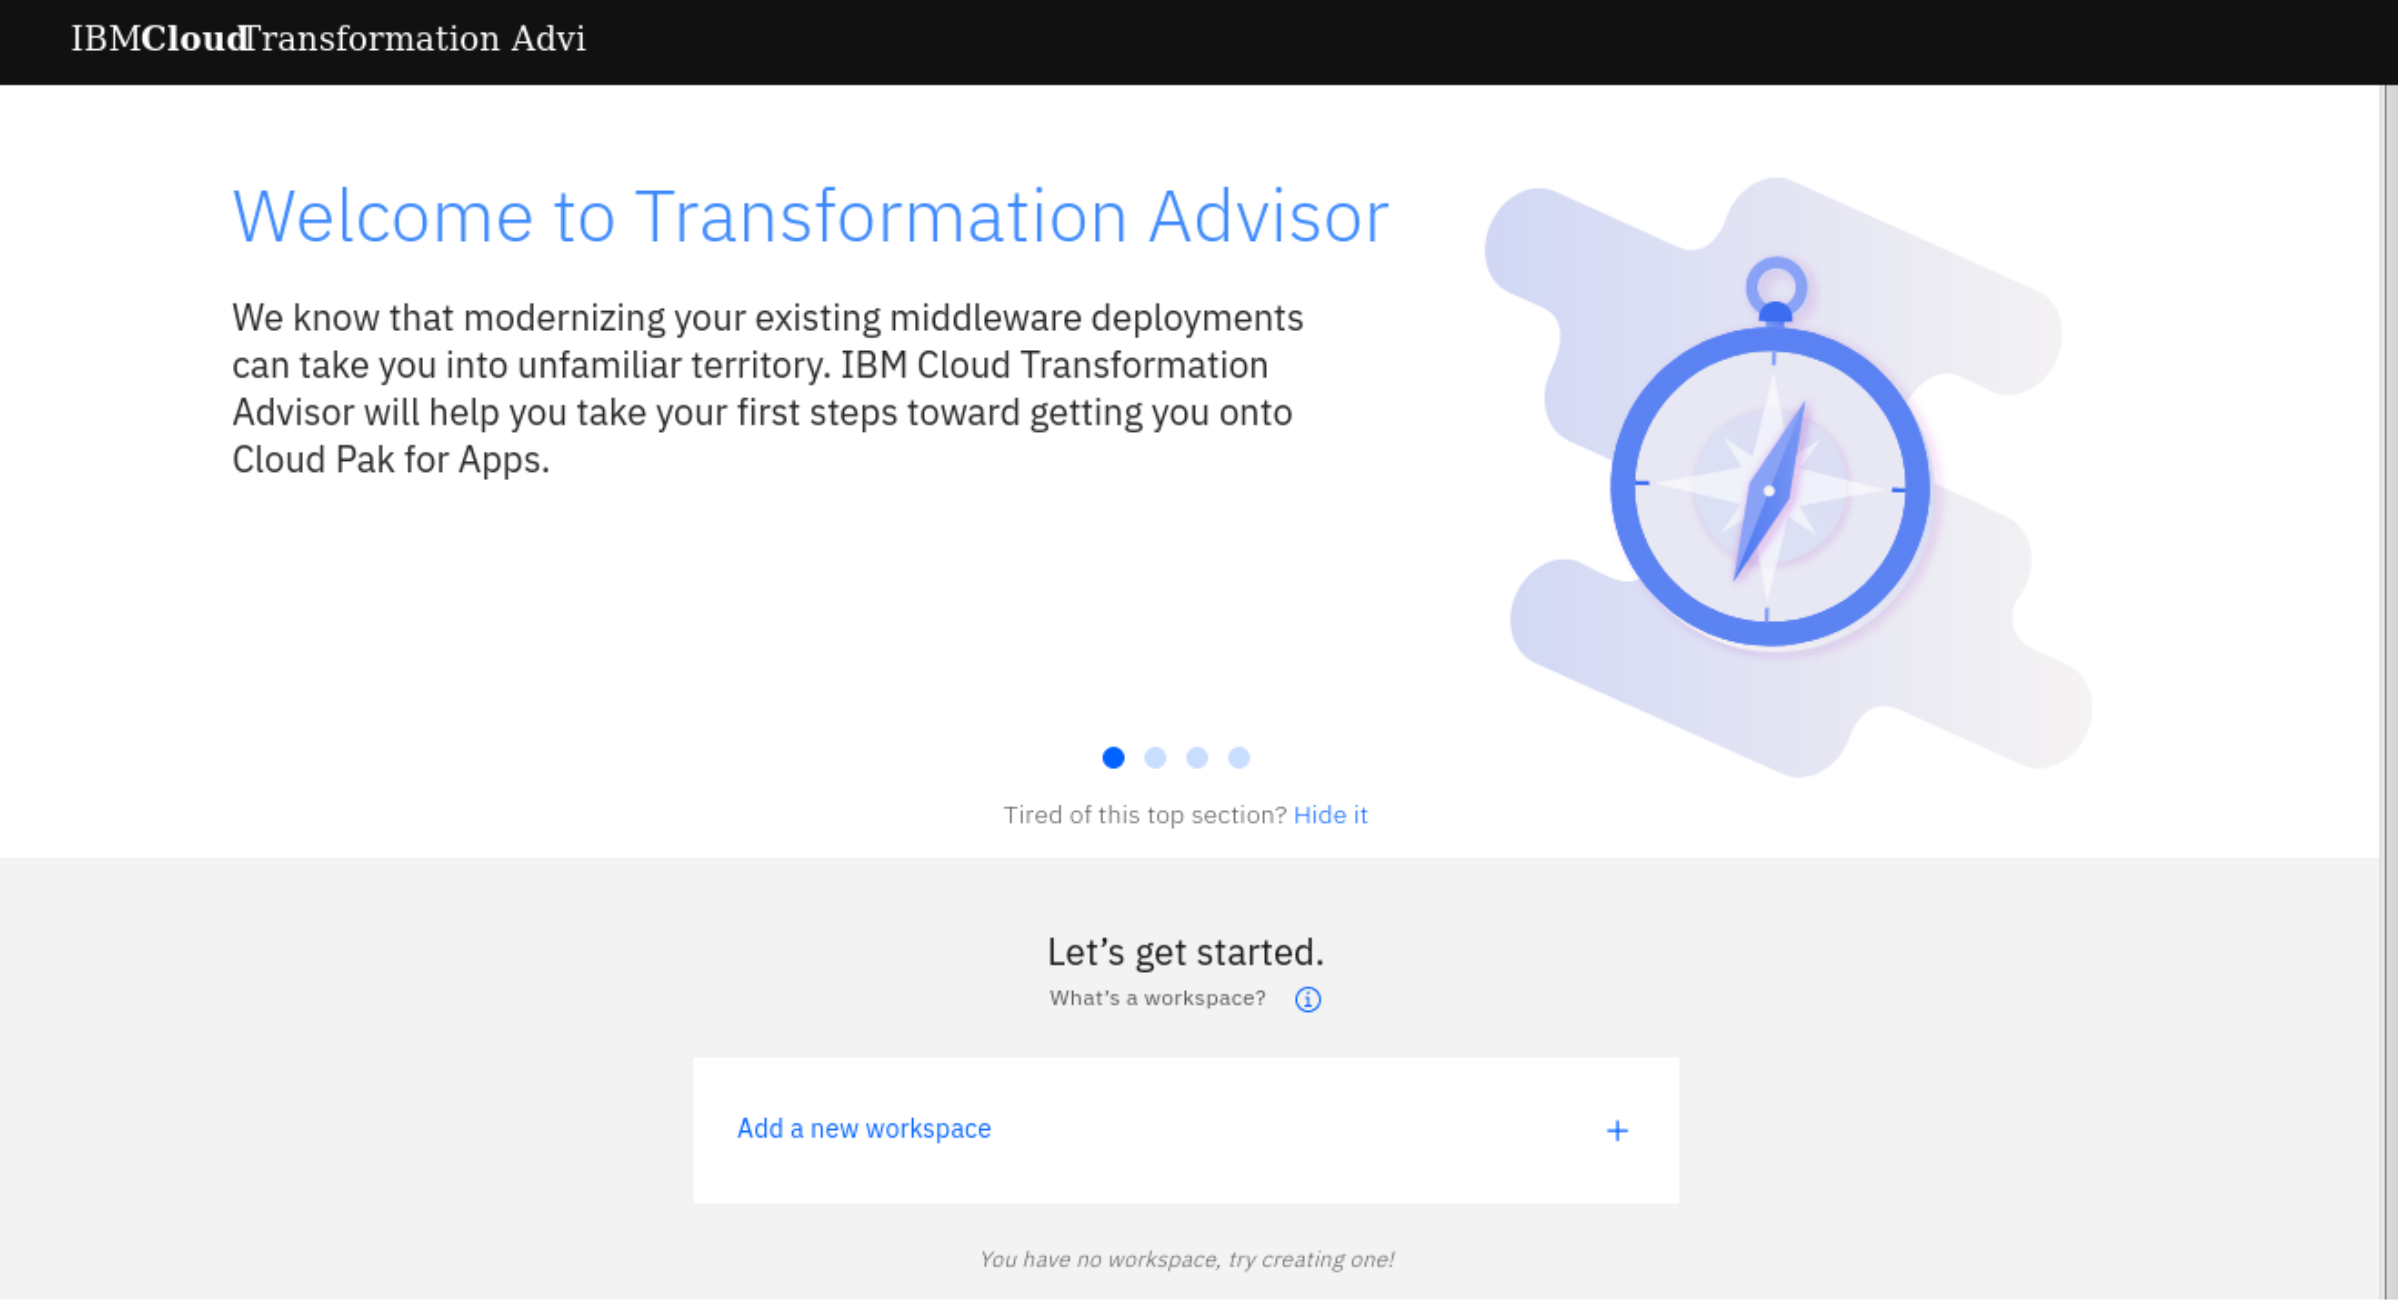 IBMCloudTransformation Advi
Welcome to Transformation Advisor
We know that modernizing your existing middleware deployments
can take you into unfamiliar territory. IBM Cloud Transformation
Advisor will help you take your first steps toward getting you onto
Cloud Pak for Apps.
Tired of this top section? Hide it
Let’s get started.
What’s a workspace?
Add a new workspace +
You have no workspace, try creating one!